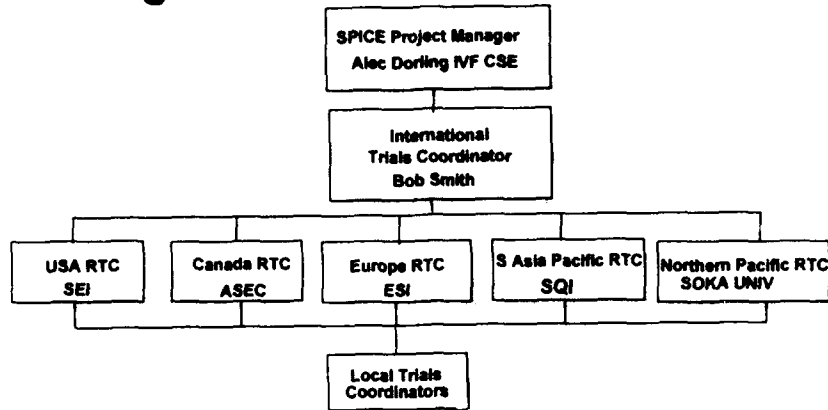 SPICE Project Manager
Alec Dorling IVF CSE
International
Trials Coordinator
Bob Smith
USA RTC
SEI
Canada RTC
ASEC
Europe RTC
ESI
S Asia Pacific RTC
SQI
Northern Pacific RTC
SOKA UNIV
Local Trials
Coordinators